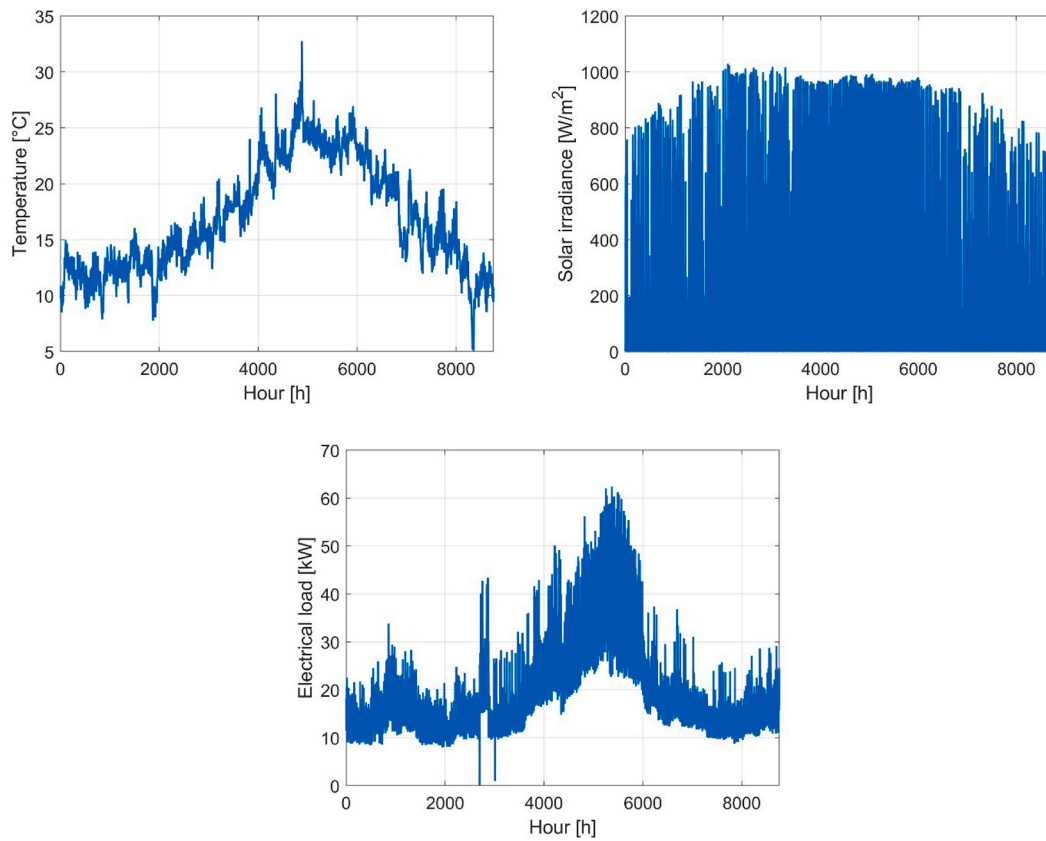 35
30
25
20
15
10
5
Temperature [°C]
0 2000 4000 6000 8000
Hour [h]
1200
1000
800
600
400
200
0
Solar irradiance [W/m²]
0 2000 4000 6000 8000
Hour [h]
70
60
50
40
30
20
10
0
Electrical load [kW]
0 2000 4000 6000 8000
Hour [h]